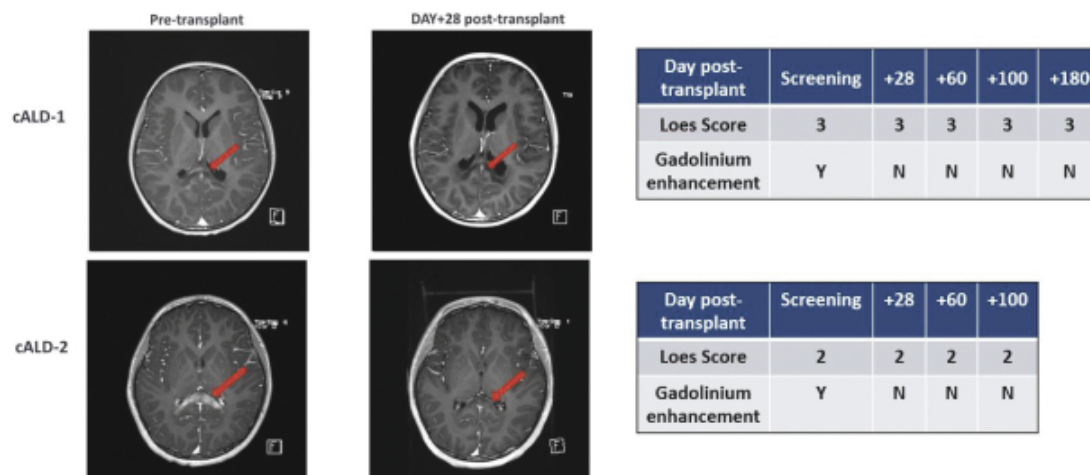 Pre-transplant
DAY+28 post-transplant
cALD-1
F
F
Day post-transplant Screening +28 +60 +100 +180
Loes Score 3 3 3 3 3
Gadolinium enhancement Y N N N N
cALD-2
F
F
Day post-transplant Screening +28 +60 +100
Loes Score 2 2 2 2
Gadolinium enhancement Y N N N